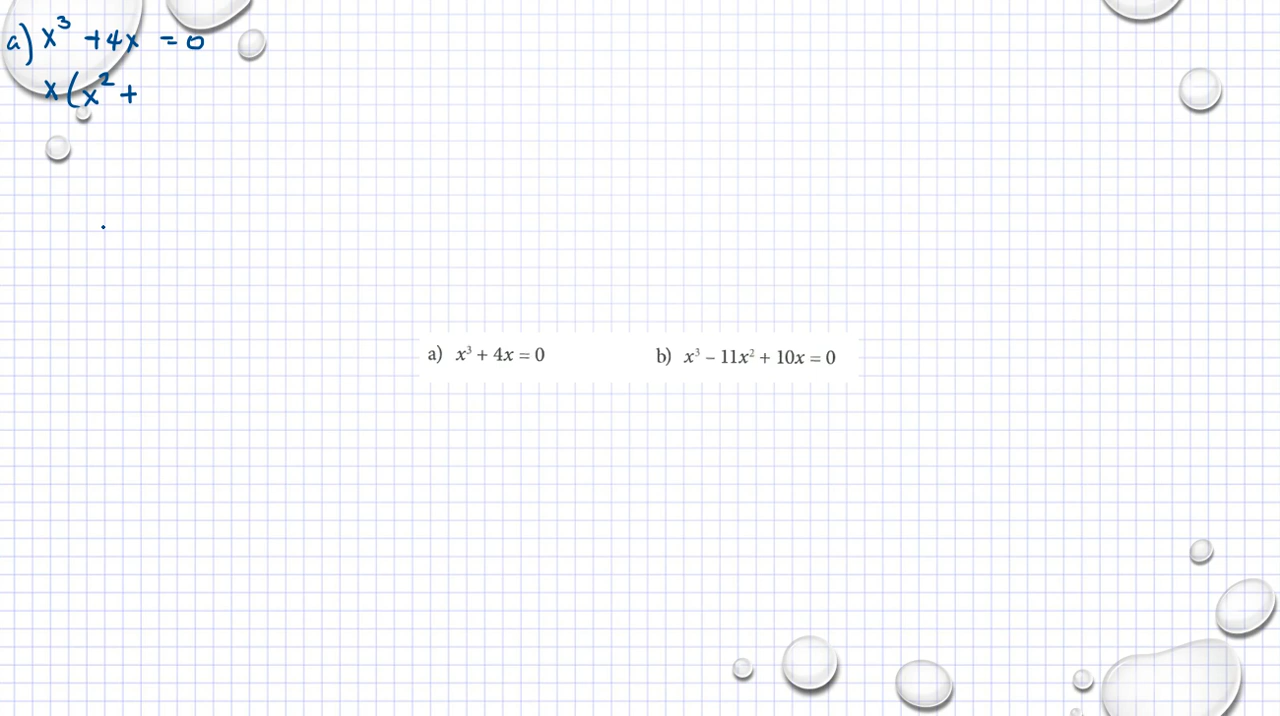 a) x³ + 4x = 0
x(x² +
a) x³ + 4x = 0 b) x³ – 11x² + 10x = 0